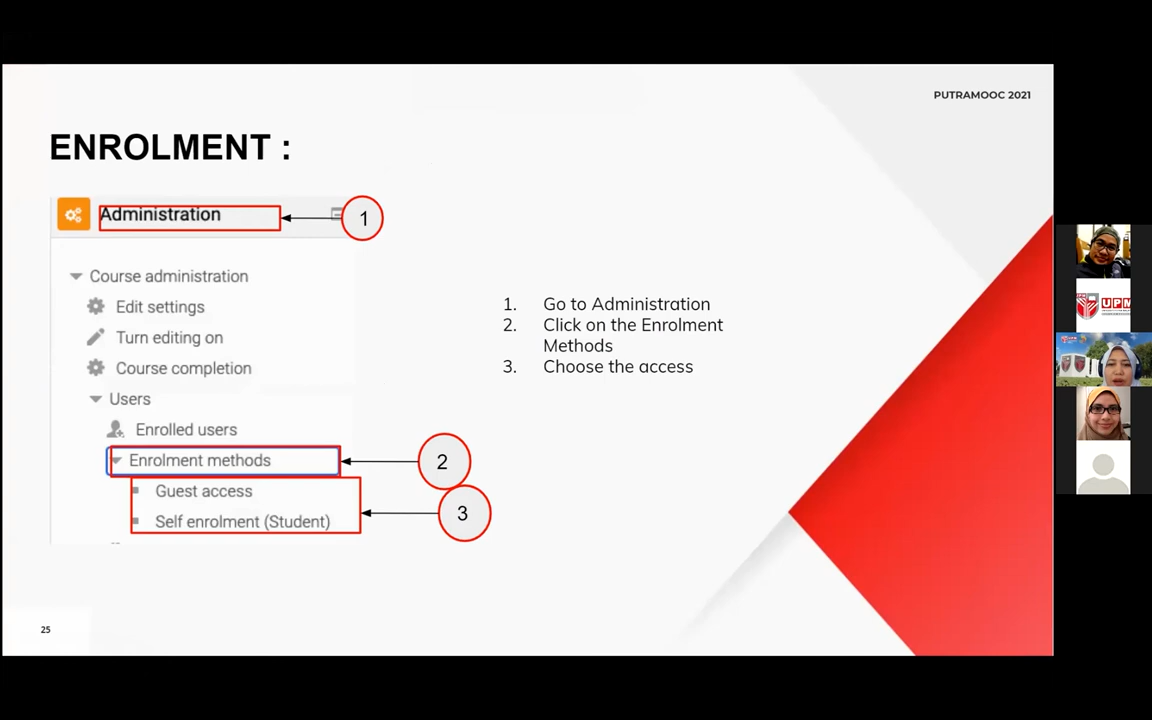 PUTRAMOOC 2021
ENROLMENT :
Administration
1
Course administration
Edit settings
Turn editing on
Course completion
Users
Enrolled users
Enrolment methods
2
Guest access
Self enrolment (Student)
3
1. Go to Administration
2. Click on the Enrolment
Methods
3. Choose the access
25
UPM